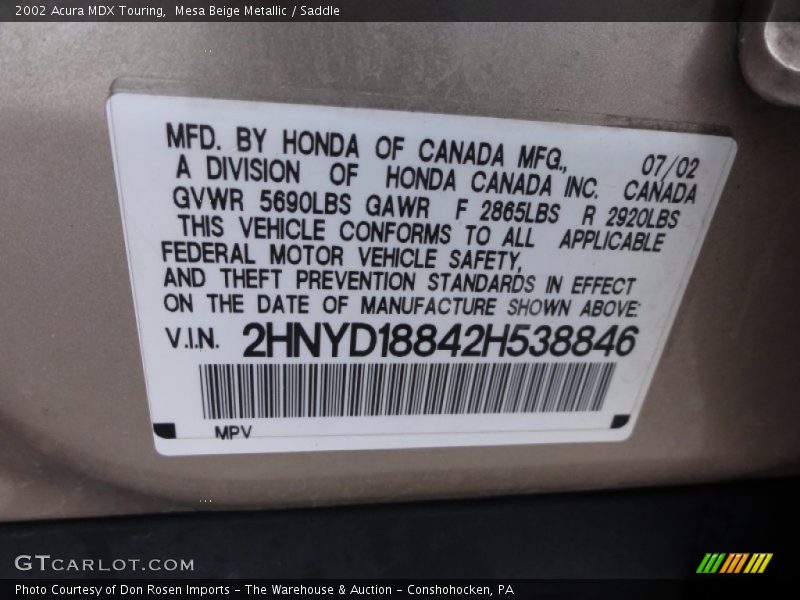 2002 Acura MDX Touring,  Mesa Beige Metallic / Saddle
MFD. BY HONDA OF CANADA MFG., 07/02
A DIVISION OF HONDA CANADA INC. CANADA
GVWR 5690LBS GAWR F 2865LBS R 2920LBS
THIS VEHICLE CONFORMS TO ALL APPLICABLE
FEDERAL MOTOR VEHICLE SAFETY,
AND THEFT PREVENTION STANDARDS IN EFFECT
ON THE DATE OF MANUFACTURE SHOWN ABOVE:
V.I.N. 2HNYD18842H538846
MPV
GTCARLOT.COM
Photo Courtesy of Don Rosen Imports – The Warehouse & Auction – Conshohocken, PA